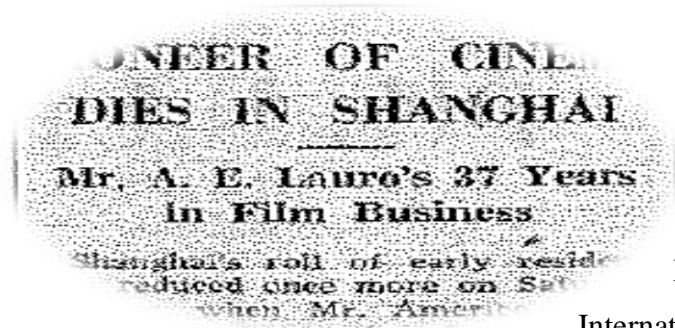 ONEER OF CINE
DIES IN SHANGHAI
Mr. A. E. Lauro's 37 Years
in Film Business
Shanghai's roll of early reside
reduced once more on Sat
when Mr. Americ
Internat